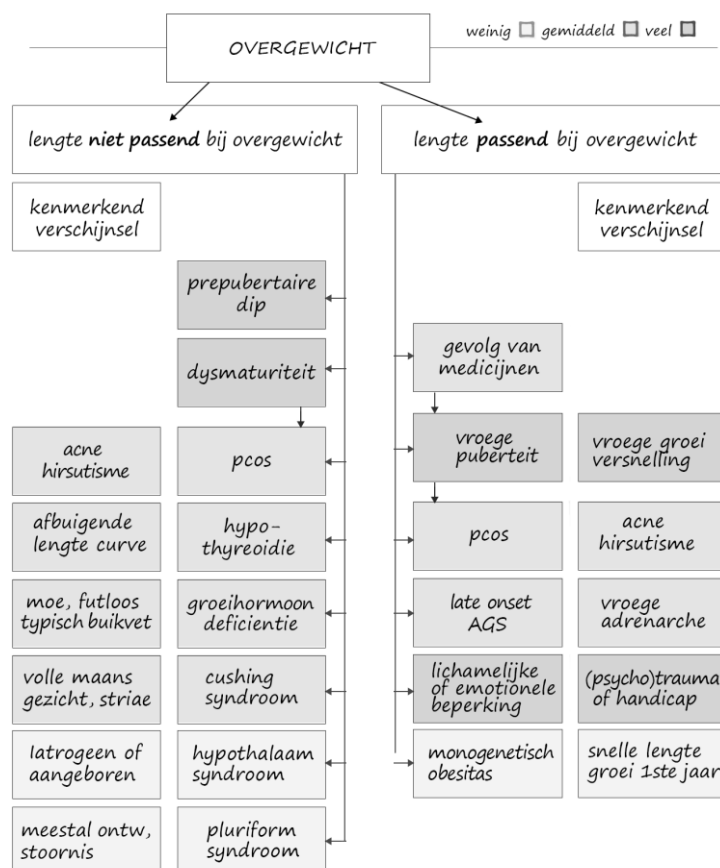 OVERGEWICHT
weinig gemiddeld veel
lengte niet passend bij overgewicht
lengte passend bij overgewicht
kenmerkend
verschijnsel
kenmerkend
verschijnsel
prepubertaire
dip
dysmaturiteit
gevolg van
medicijnen
acne
hirsutisme
pcos
vroege
puberteit
vroege groei
versnelling
afbuigende
lengte curve
hypo-
thyreoidie
pcos
acne
hirsutisme
moe, futloos
typisch buikvet
groeihormoon
deficientie
late onset
AGS
vroege
adrenarche
volle maans
gezicht, striae
cushing
syndroom
lichamelijke
of emotionele
beperking
(psycho)trauma
of handicap
Iatrogeen of
aangeboren
hypothalaam
syndroom
monogenetisch
obesitas
snelle lengte
groei 1ste jaar
meestal ontw,
stoornis
pluriform
syndroom